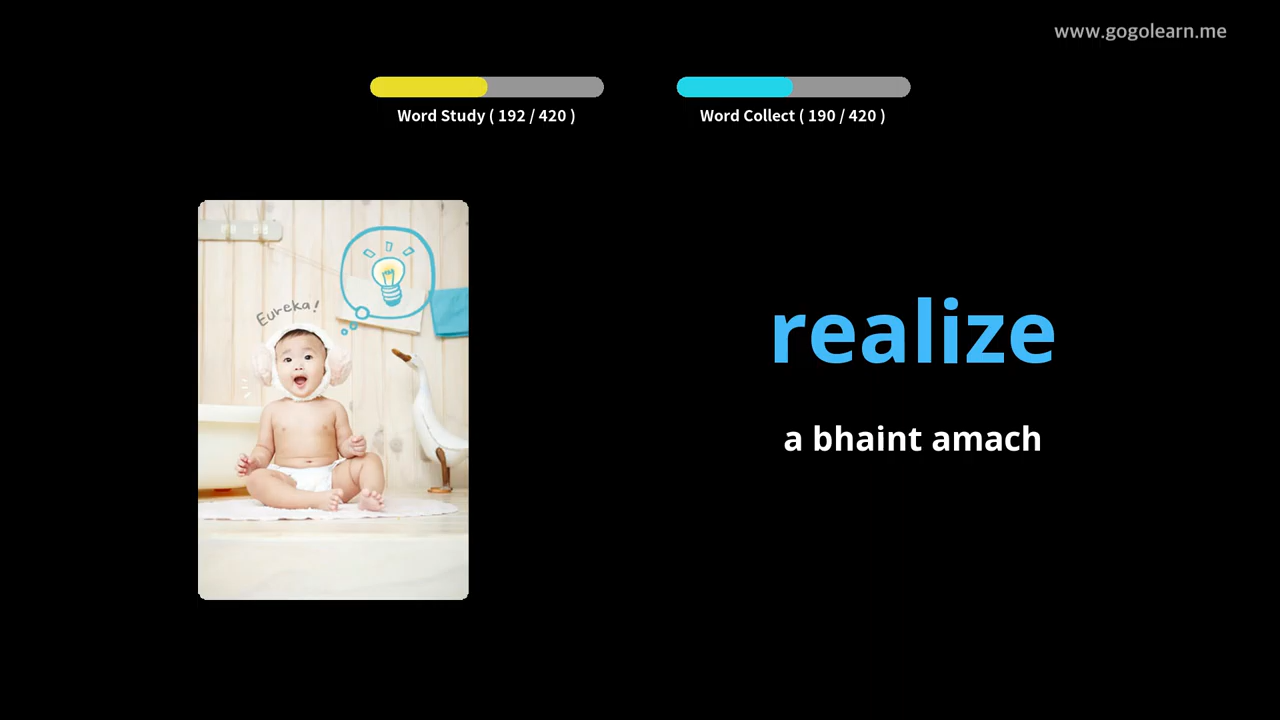 www.gogolearn.me
Word Study ( 192 / 420 )
Word Collect ( 190 / 420 )
Eureka!
realize
a bhaint amach